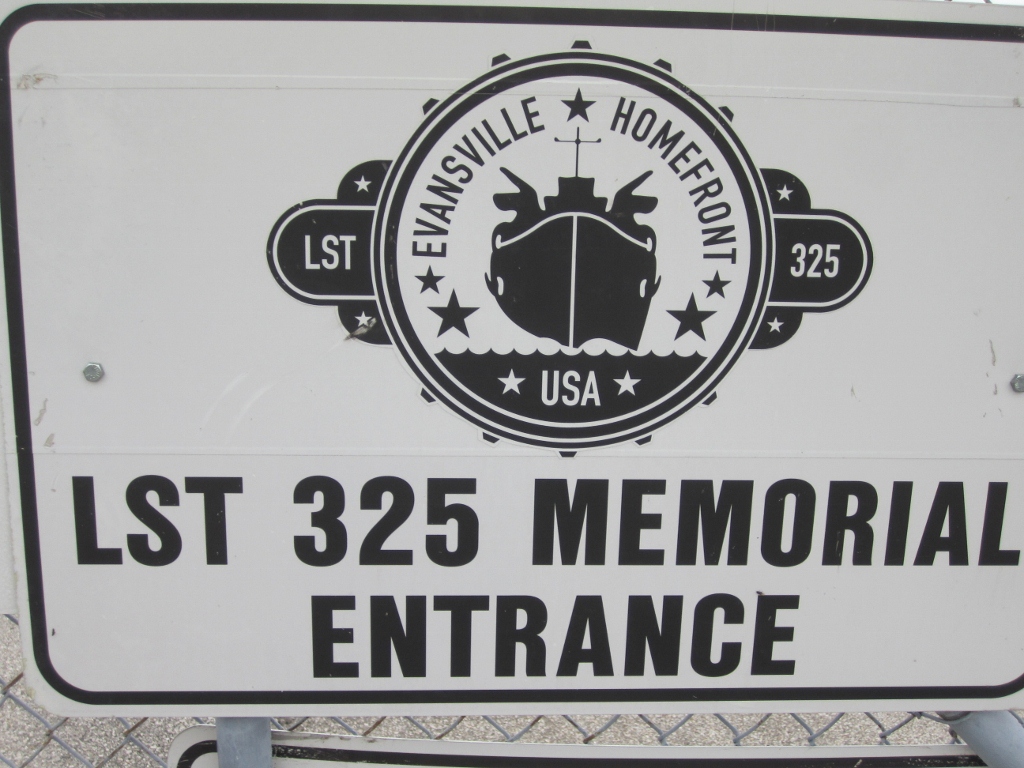 EVANSVILLE HOMEFRONT
LST
325
USA
LST 325 MEMORIAL
ENTRANCE